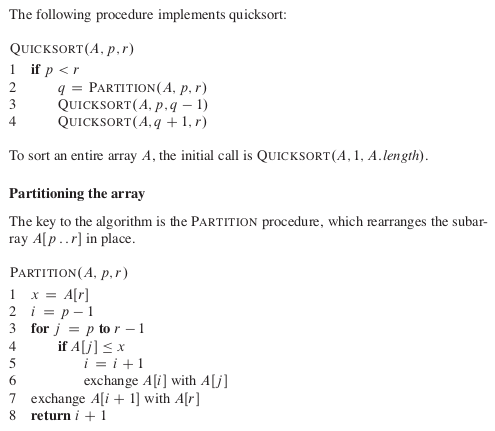 The following procedure implements quicksort:
QUICKSORT(A, p, r)
1 if p < r
2 q = PARTITION(A, p, r)
3 QUICKSORT(A, p, q − 1)
4 QUICKSORT(A, q + 1, r)
To sort an entire array A, the initial call is QUICKSORT(A, 1, A.length).
Partitioning the array
The key to the algorithm is the PARTITION procedure, which rearranges the subar-
ray A[p . . r] in place.
PARTITION(A, p, r)
1 x = A[r]
2 i = p − 1
3 for j = p to r − 1
4 if A[j] ≤ x
5 i = i + 1
6 exchange A[i] with A[j]
7 exchange A[i + 1] with A[r]
8 return i + 1